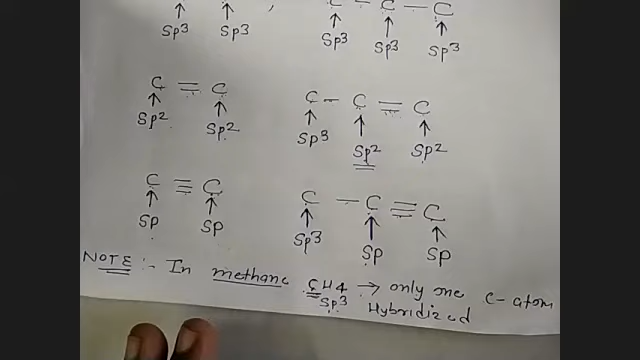 C – C – C
Sp3 Sp3 , Sp3 Sp3 Sp3
C = C C – C = C
Sp2 Sp2 Sp3 Sp2 Sp2
C ≡ C C – C ≡ C
Sp Sp Sp3 Sp Sp
NOTE :- In methane CH4 → only one C-atom
Sp3 Hybridized